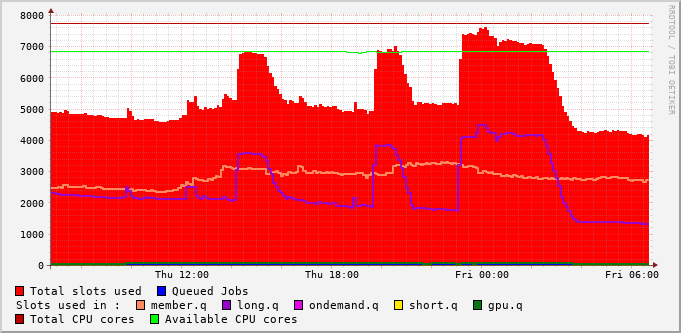 8000
7000
6000
5000
4000
3000
2000
1000
0
Thu 12:00 Thu 18:00 Fri 00:00 Fri 06:00
RRDTOOL / TOBI OETIKER
Total slots used Queued Jobs
Slots used in : member.q long.q ondemand.q short.q gpu.q
Total CPU cores Available CPU cores